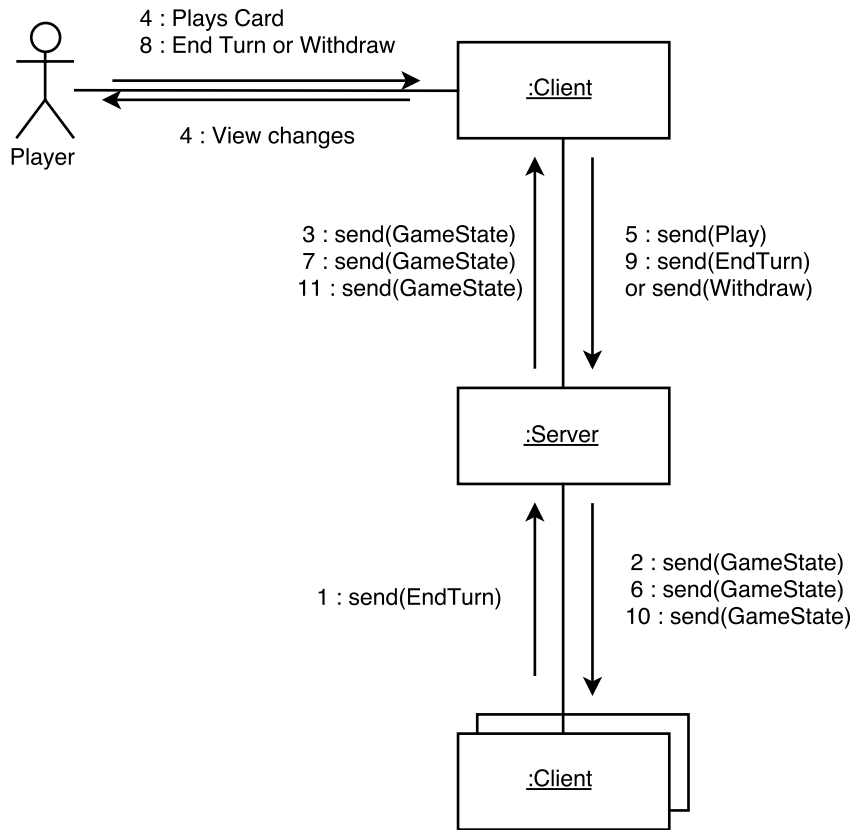 4 : Plays Card
8 : End Turn or Withdraw
:Client
4 : View changes
Player
3 : send(GameState)
7 : send(GameState)
11 : send(GameState)
5 : send(Play)
9 : send(EndTurn)
or send(Withdraw)
:Server
1 : send(EndTurn)
2 : send(GameState)
6 : send(GameState)
10 : send(GameState)
:Client